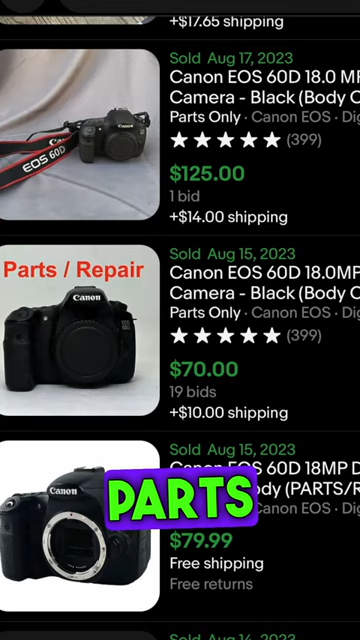 +$17.65 shipping
Sold Aug 17, 2023
Canon EOS 60D 18.0 MP
Camera - Black (Body O
Parts Only · Canon EOS · Dig
(399)
$125.00
1 bid
+$14.00 shipping
Canon
EOS 60D
Sold Aug 15, 2023
Canon EOS 60D 18.0MP
Camera - Black (Body O
Parts Only · Canon EOS · Dig
(399)
$70.00
19 bids
+$10.00 shipping
Parts / Repair
Canon
Sold Aug 15, 2023
Canon EOS 60D 18MP D
ody (PARTS/R
Canon EOS · Dig
$79.99
Free shipping
Free returns
Canon
PARTS